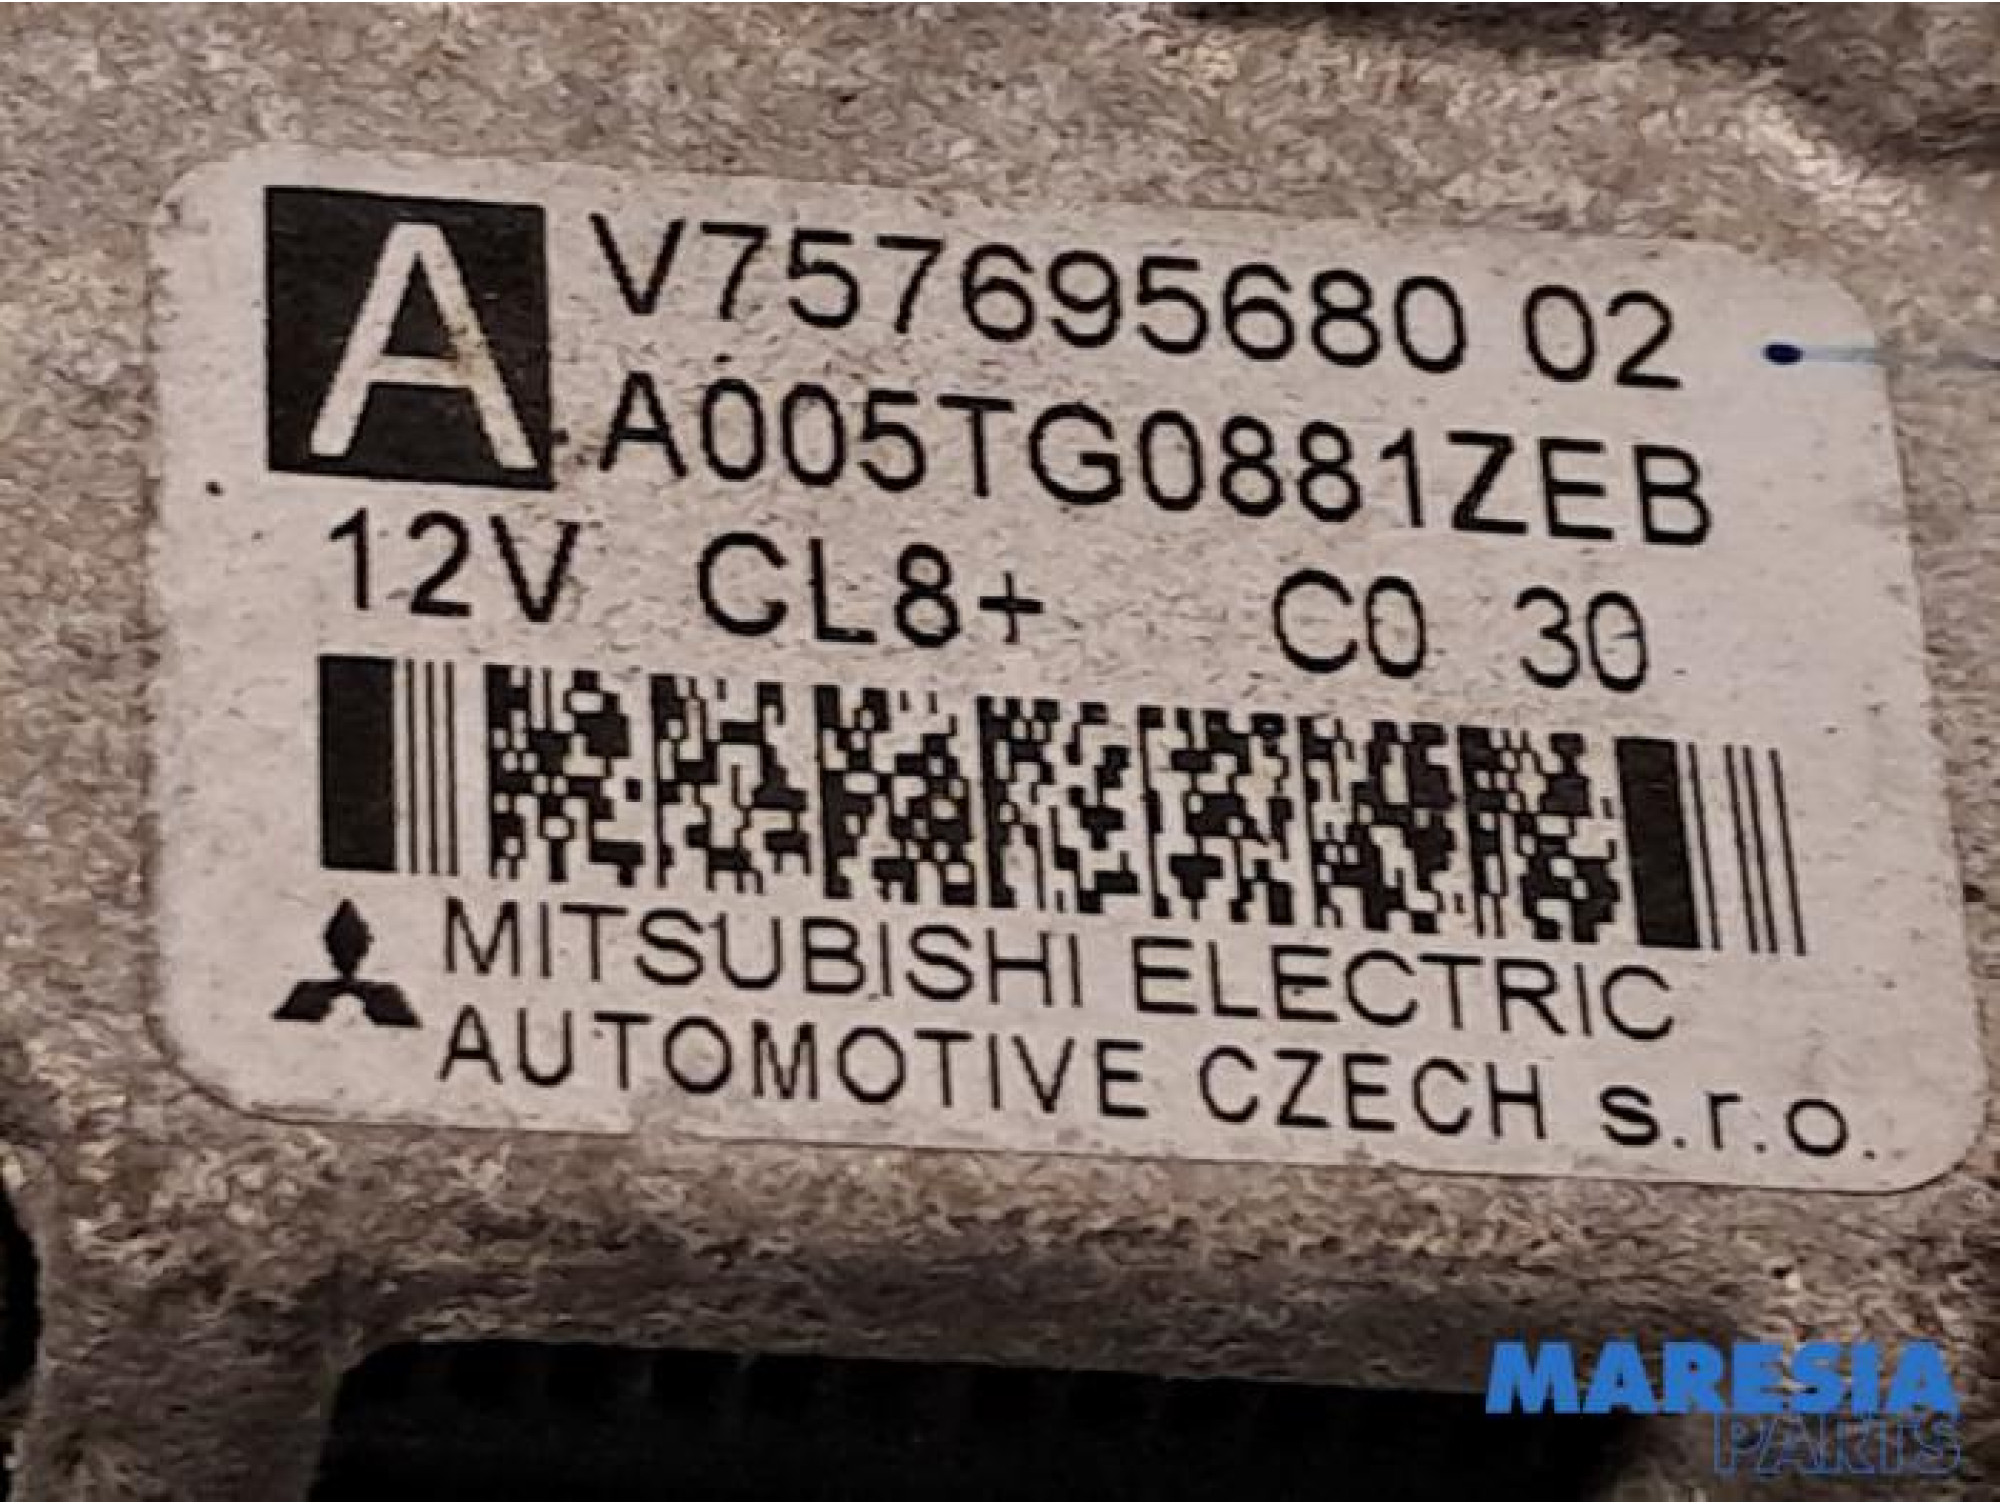 A
V757695680 02
A005TG0881ZEB
12V CL8+ C0 30
MITSUBISHI ELECTRIC
AUTOMOTIVE CZECH s.r.o.
MARESIA
PARTS